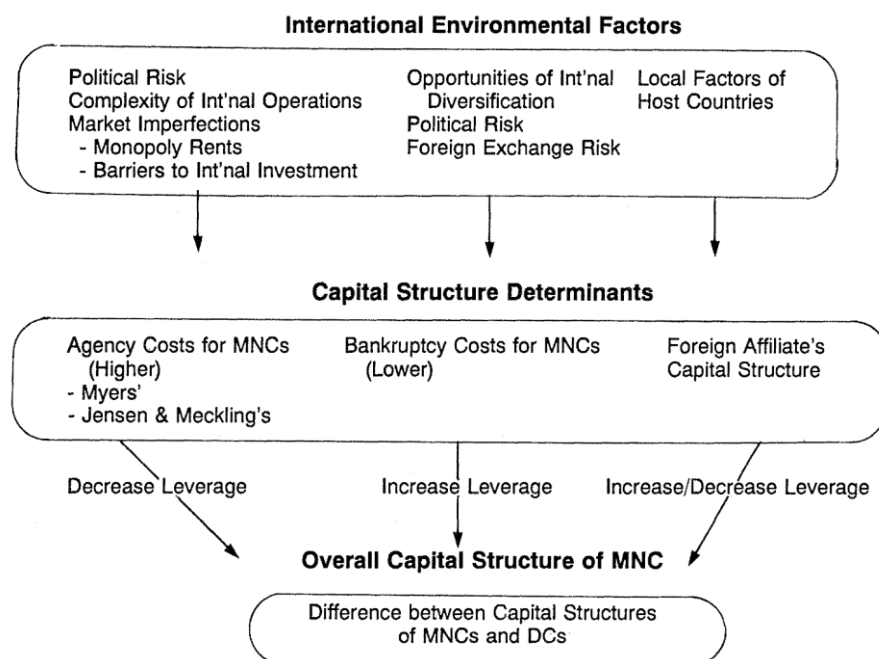 International Environmental Factors
Political Risk
Complexity of Int'nal Operations
Market Imperfections
- Monopoly Rents
- Barriers to Int'nal Investment
Opportunities of Int'nal
Diversification
Political Risk
Foreign Exchange Risk
Local Factors of
Host Countries
Capital Structure Determinants
Agency Costs for MNCs
(Higher)
- Myers'
- Jensen & Meckling's
Bankruptcy Costs for MNCs
(Lower)
Foreign Affiliate's
Capital Structure
Decrease Leverage
Increase Leverage
Increase/Decrease Leverage
Overall Capital Structure of MNC
Difference between Capital Structures
of MNCs and DCs